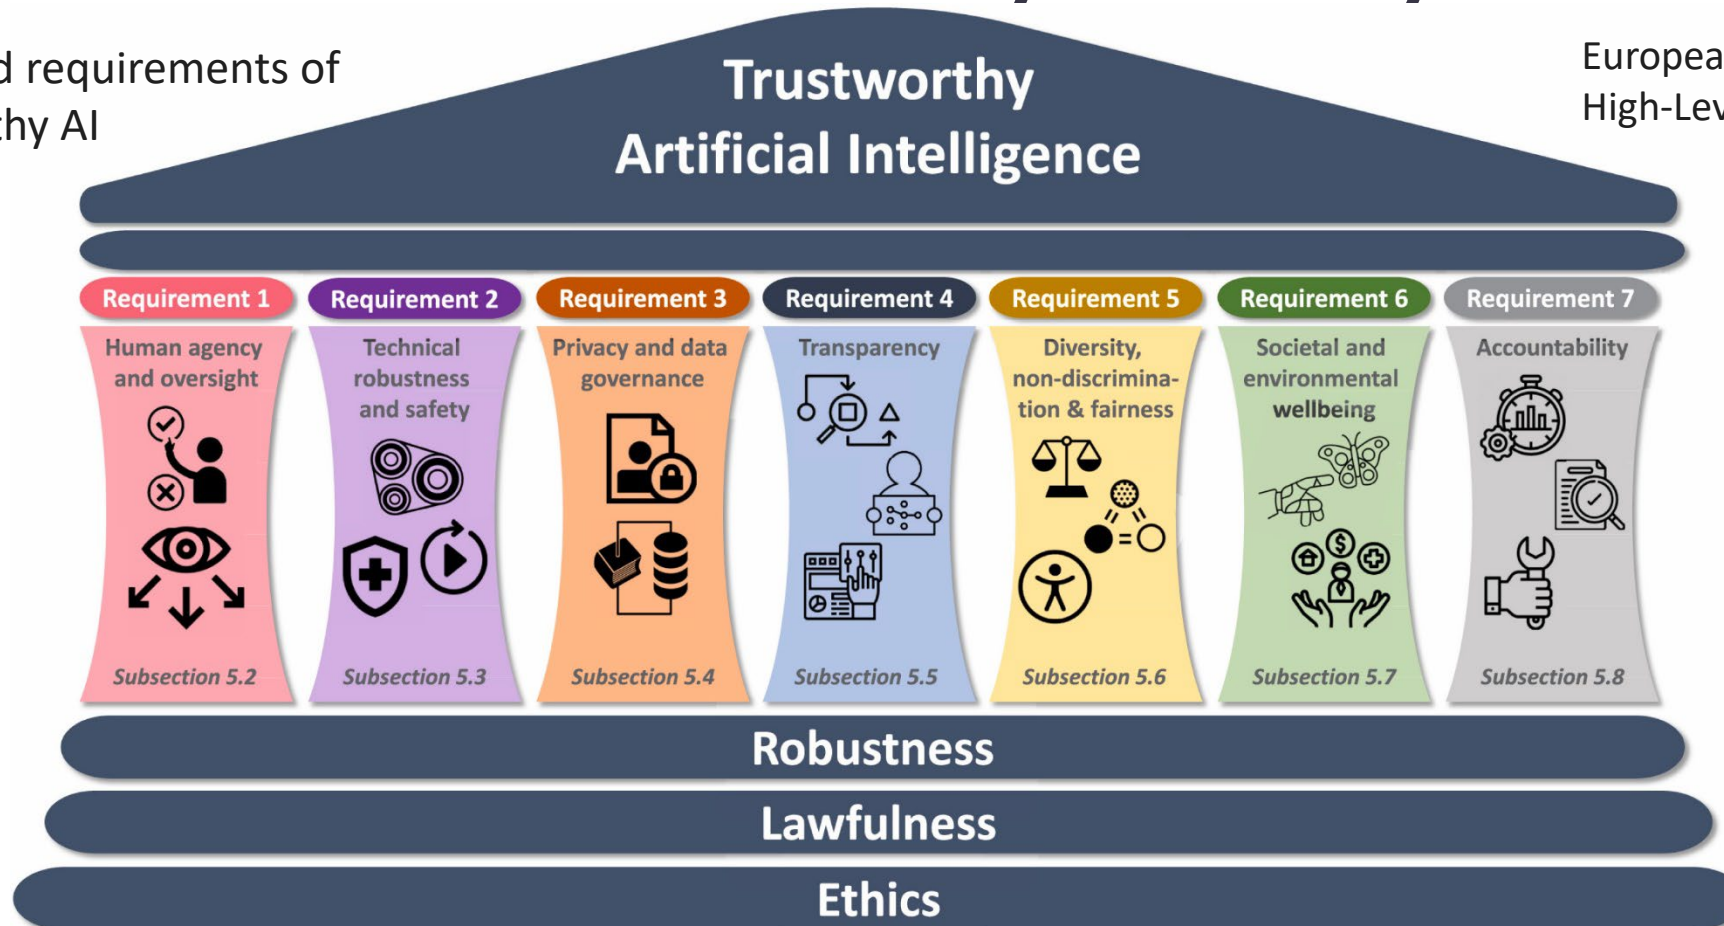 d requirements of
thy AI
Europea
High-Lev
Trustworthy
Artificial Intelligence
Requirement 1
Requirement 2
Requirement 3
Requirement 4
Requirement 5
Requirement 6
Requirement 7
Human agency
and oversight
Technical
robustness
and safety
Privacy and data
governance
Transparency
Diversity,
non-discrimina-
tion & fairness
Societal and
environmental
wellbeing
Accountability
Subsection 5.2
Subsection 5.3
Subsection 5.4
Subsection 5.5
Subsection 5.6
Subsection 5.7
Subsection 5.8
Robustness
Lawfulness
Ethics